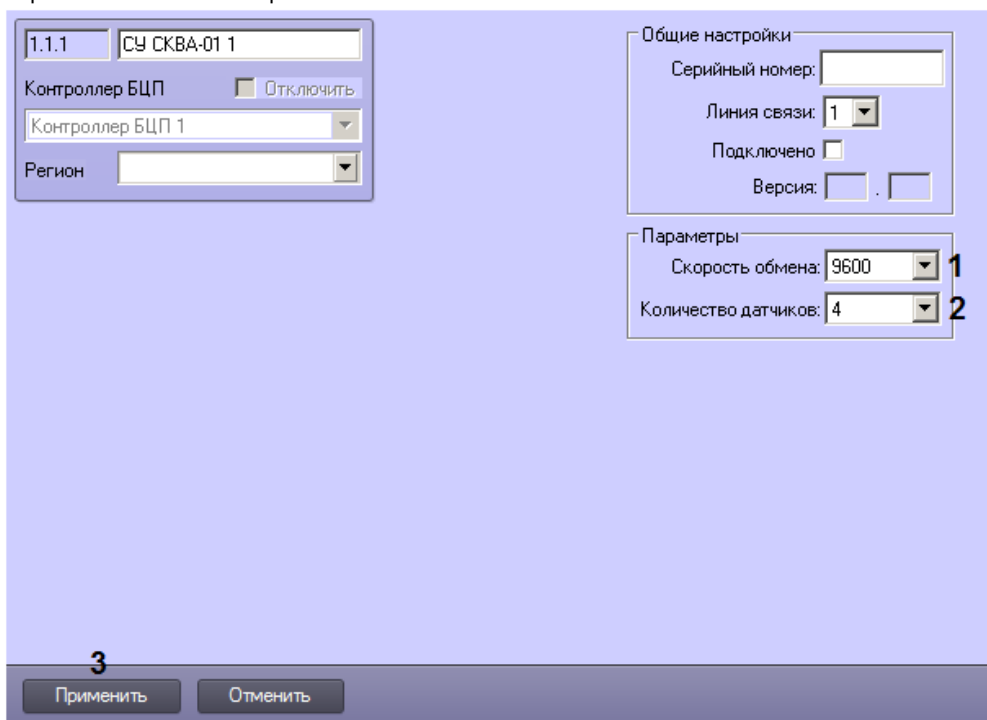 1.1.1 СУ СКВА-01 1
Контроллер БЦП Отключить
Контроллер БЦП 1
Регион
Общие настройки
Серийный номер:
Линия связи: 1
Подключено
Версия: .
Параметры
Скорость обмена: 9600 1
Количество датчиков: 4 2
3
Применить Отменить